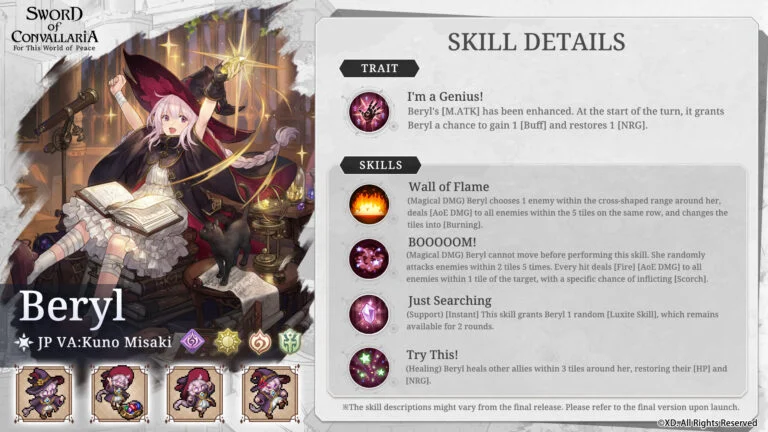 SWORD
of
CONVALLARIA
For This World of Peace
Beryl
JP VA:Kuno Misaki
SKILL DETAILS
TRAIT
I'm a Genius!
Beryl's [M.ATK] has been enhanced. At the start of the turn, it grants
Beryl a chance to gain 1 [Buff] and restores 1 [NRG].
SKILLS
Wall of Flame
(Magical DMG) Beryl chooses 1 enemy within the cross-shaped range around her,
deals [AoE DMG] to all enemies within the 5 tiles on the same row, and changes the
tiles into [Burning].
BOOOOOM!
(Magical DMG) Beryl cannot move before performing this skill. She randomly
attacks enemies within 2 tiles 5 times. Every hit deals [Fire] [AoE DMG] to all
enemies within 1 tile of the target, with a specific chance of inflicting [Scorch].
Just Searching
(Support) [Instant] This skill grants Beryl 1 random [Luxite Skill], which remains
available for 2 rounds.
Try This!
(Healing) Beryl heals other allies within 3 tiles around her, restoring their [HP] and
[NRG].
※The skill descriptions might vary from the final release. Please refer to the final version upon launch.
©XD. All Rights Reserved